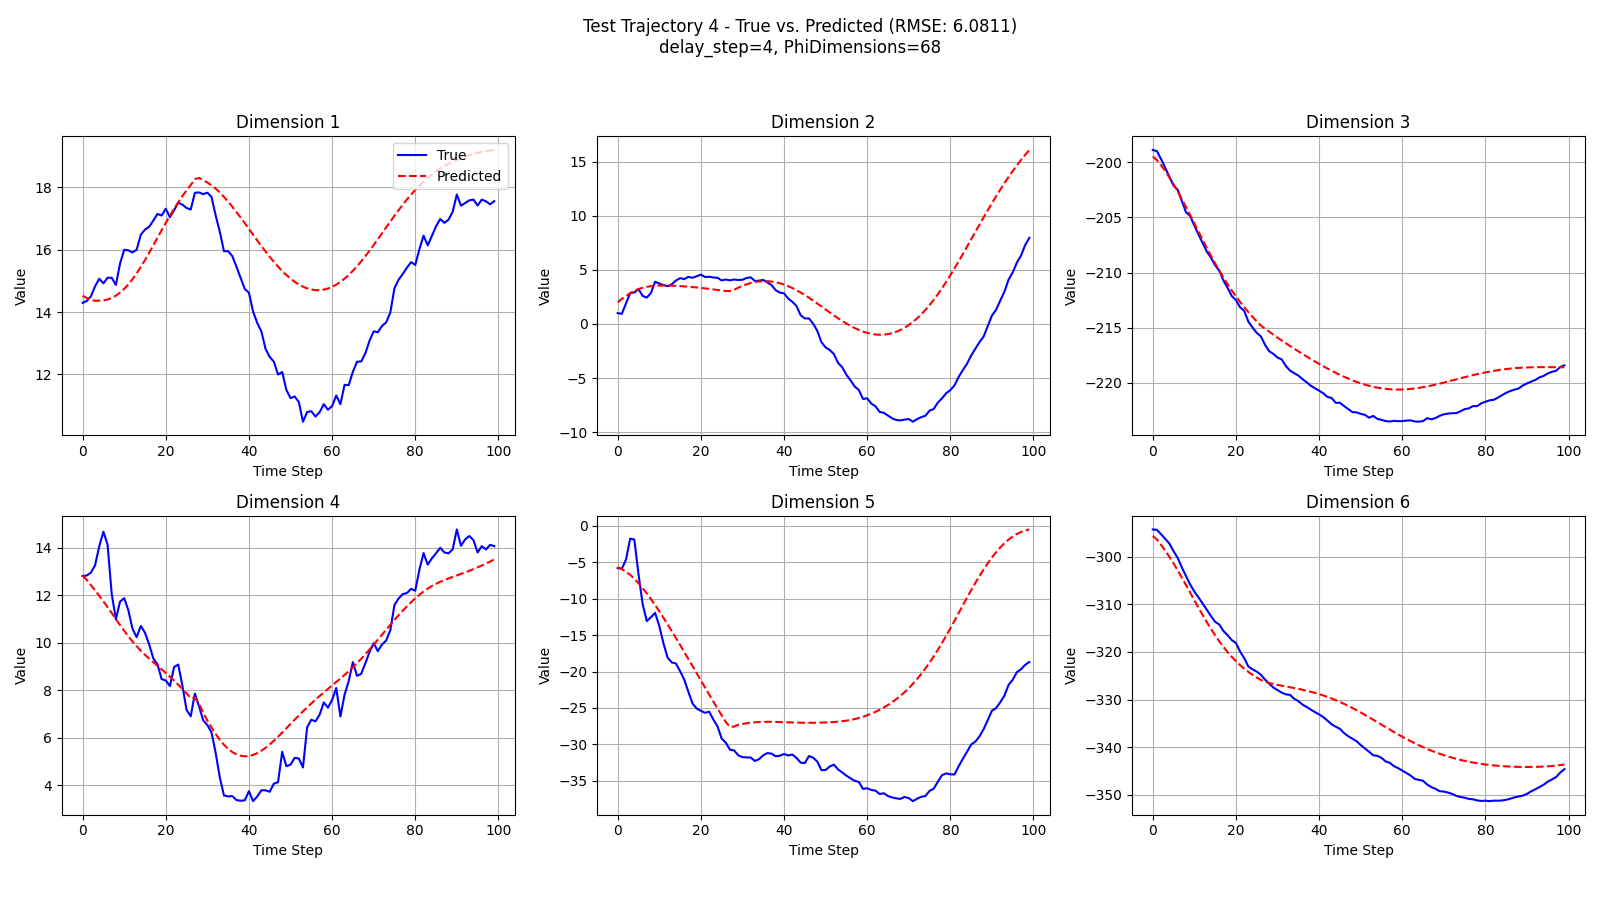 Test Trajectory 4 - True vs. Predicted (RMSE: 6.0811)
delay_step=4, PhiDimensions=68
Dimension 1
True
Predicted
18
16
14
12
0 20 40 60 80 100
Value
Time Step
Dimension 2
15
10
5
0
−5
−10
0 20 40 60 80 100
Value
Time Step
Dimension 3
−200
−205
−210
−215
−220
0 20 40 60 80 100
Value
Time Step
Dimension 4
14
12
10
8
6
4
0 20 40 60 80 100
Value
Time Step
Dimension 5
0
−5
−10
−15
−20
−25
−30
−35
0 20 40 60 80 100
Value
Time Step
Dimension 6
−300
−310
−320
−330
−340
−350
0 20 40 60 80 100
Value
Time Step